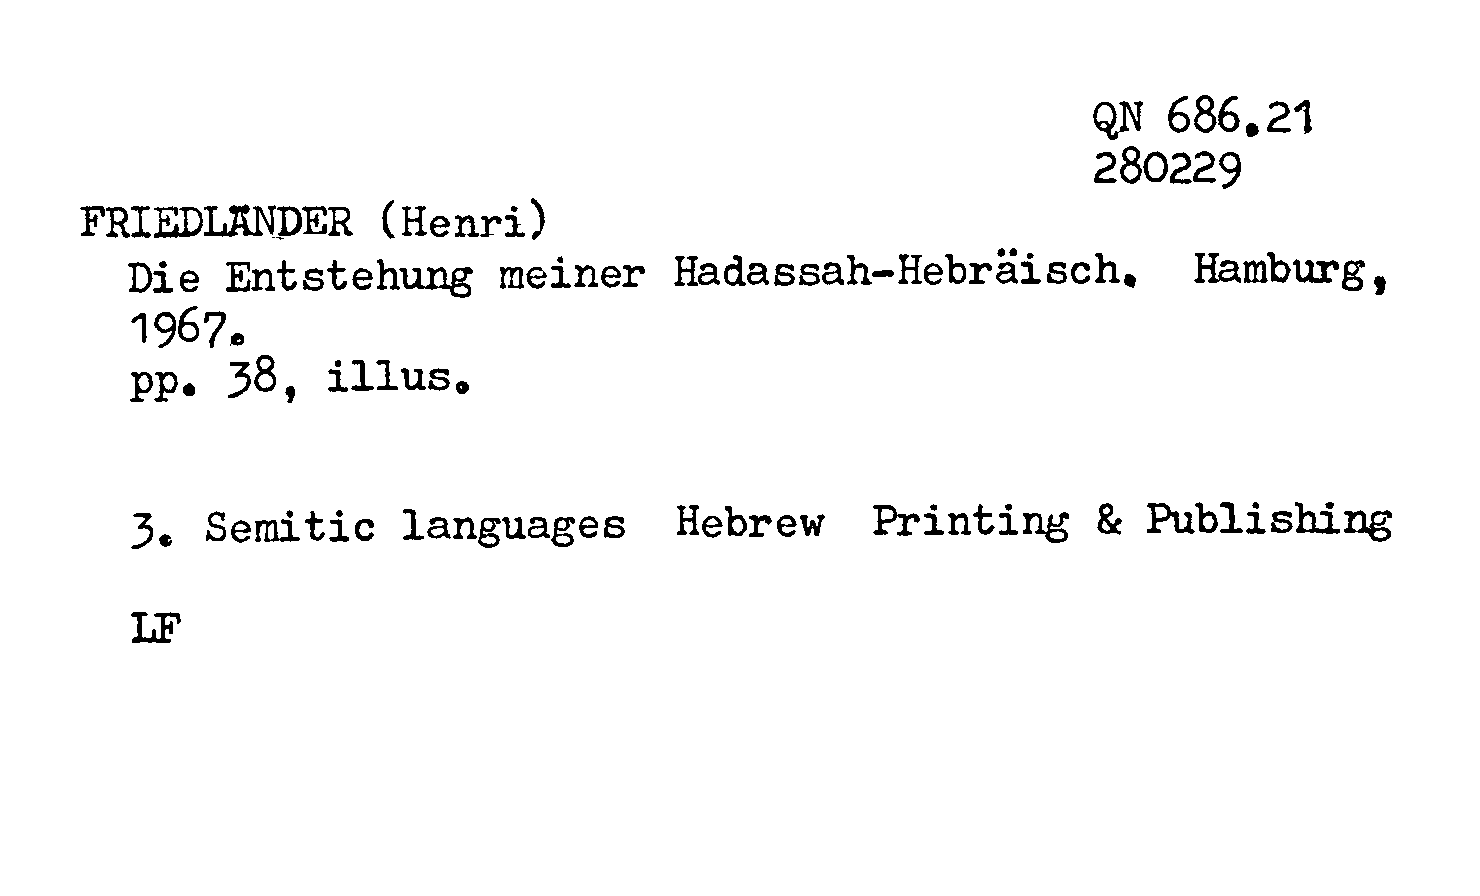 QN 686.21
280229
FRIEDLÄNDER (Henri)
Die Entstehung meiner Hadassah-Hebräisch. Hamburg,
1967.
pp. 38, illus.
3. Semitic languages Hebrew Printing & Publishing
LF